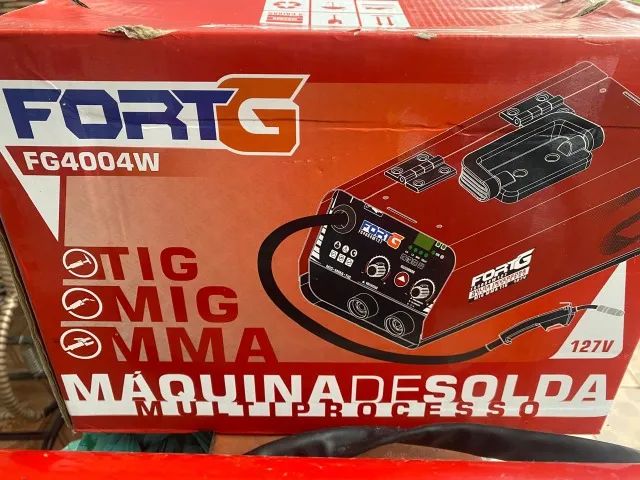 FORTG
FG4004W
TIG
MIG
MMA
FORTG
FORTG
127V
MÁQUINADESOLDA
MULTIPROCESSO